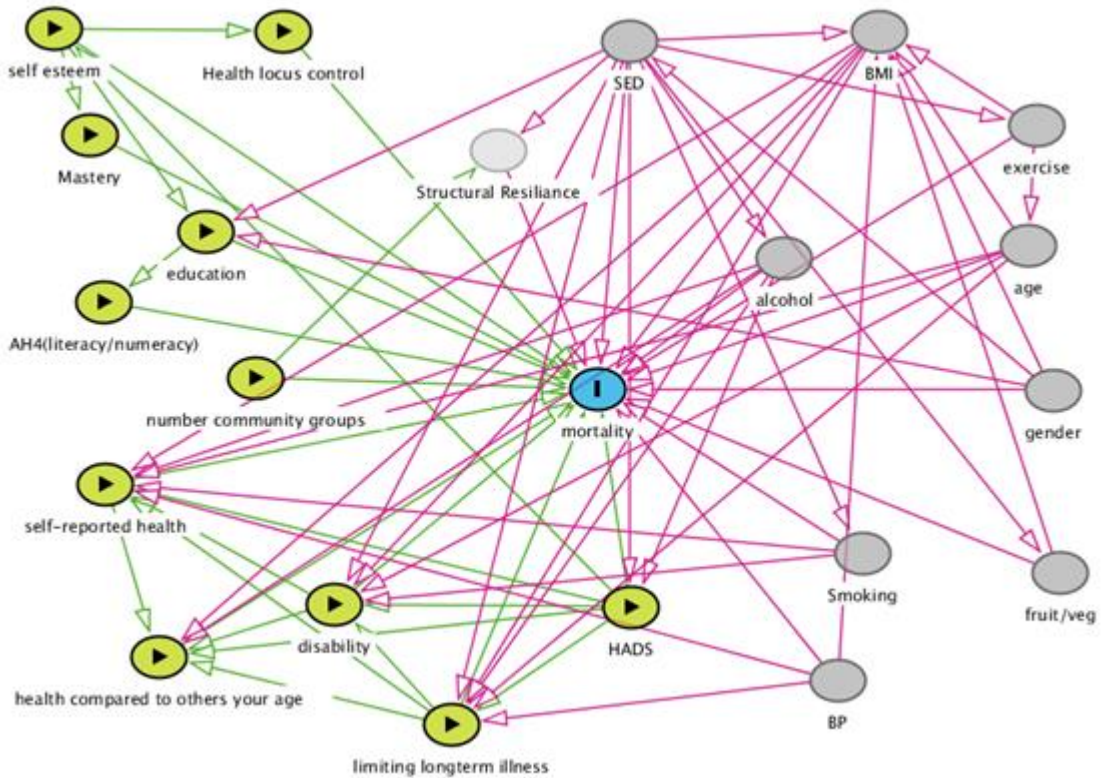 self esteem
Health locus control
SED
BMI
Mastery
Structural Resiliance
exercise
education
alcohol
age
AH4(literacy/numeracy)
number community groups
I
mortality
gender
self-reported health
Smoking
fruit/veg
disability
HADS
health compared to others your age
BP
limiting longterm illness